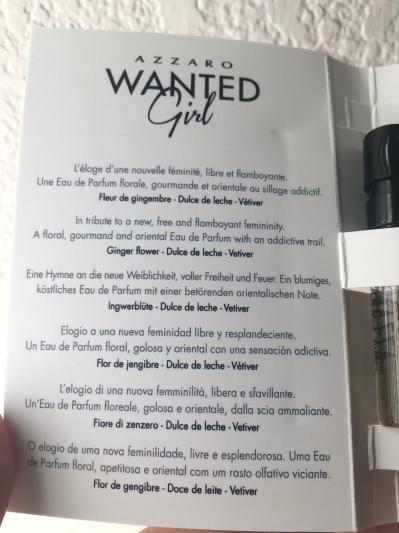 AZZARO
WANTED
Girl
L'éloge d'une nouvelle féminité, libre et flamboyante.
Une Eau de Parfum florale, gourmande et orientale au sillage addictif.
Fleur de gingembre - Dulce de leche - Vétiver
In tribute to a new, free and flamboyant femininity.
A floral, gourmand and oriental Eau de Parfum with an addictive trail.
Ginger flower - Dulce de leche - Vetiver
Eine Hymne an die neue Weiblichkeit, voller Freiheit und Feuer. Ein blumiges,
köstliches Eau de Parfum mit einer betörenden orientalischen Note.
Ingwerblüte - Dulce de leche - Vetiver
Elogio a una nueva feminidad libre y resplandeciente.
Un Eau de Parfum floral, golosa y oriental con una sensación adictiva.
Flor de jengibre - Dulce de leche - Vétiver
L'elogio di una nuova femminilità, libera e sfavillante.
Un'Eau de Parfum floreale, golosa e orientale, dalla scia ammaliante.
Fiore di zenzero - Dulce de leche - Vetiver
O elogio de uma nova feminilidade, livre e esplendorosa. Uma Eau
de Parfum floral, apetitosa e oriental com um rasto olfativo viciante.
Flor de gengibre - Doce de leite - Vetiver